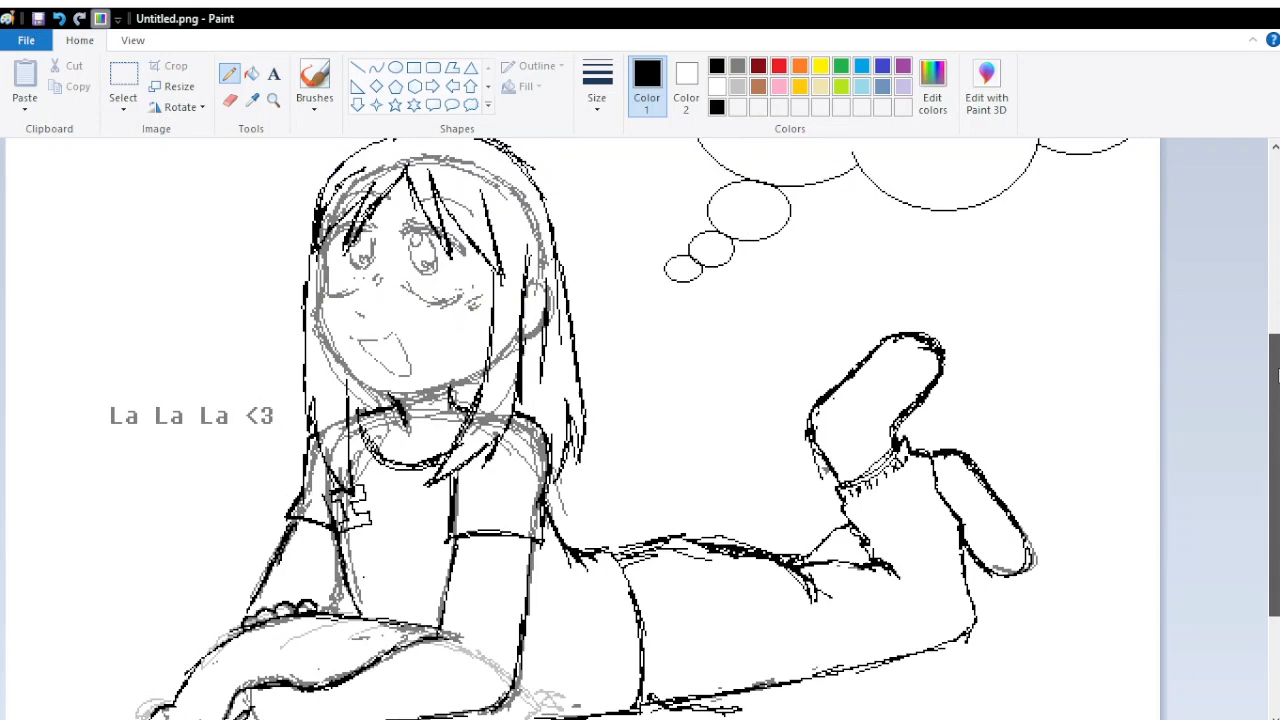 Untitled.png - Paint
File Home View
Paste
Cut
Copy
Clipboard
Select
Crop
Resize
Rotate
Image
A
Tools
Brushes
Outline
Fill
Shapes
Size
Color 1
Color 2
Edit colors
Colors
Edit with Paint 3D
La La La <3